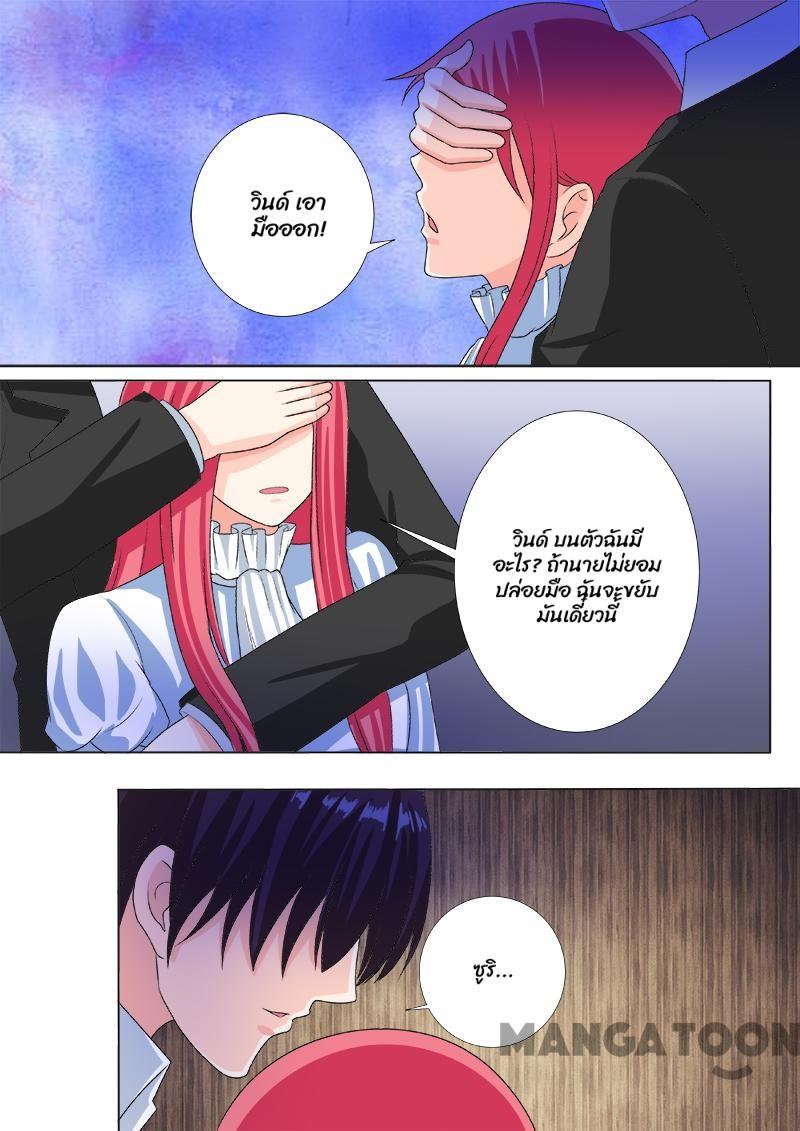 วินด์ เอา
มือออก!
วินด์ บนตัวฉันมี
อะไร? ถ้านายไม่ยอม
ปล่อยมือ ฉันจะขยับ
มันเดี๋ยวนี้
ซูริ...
MANGATOON